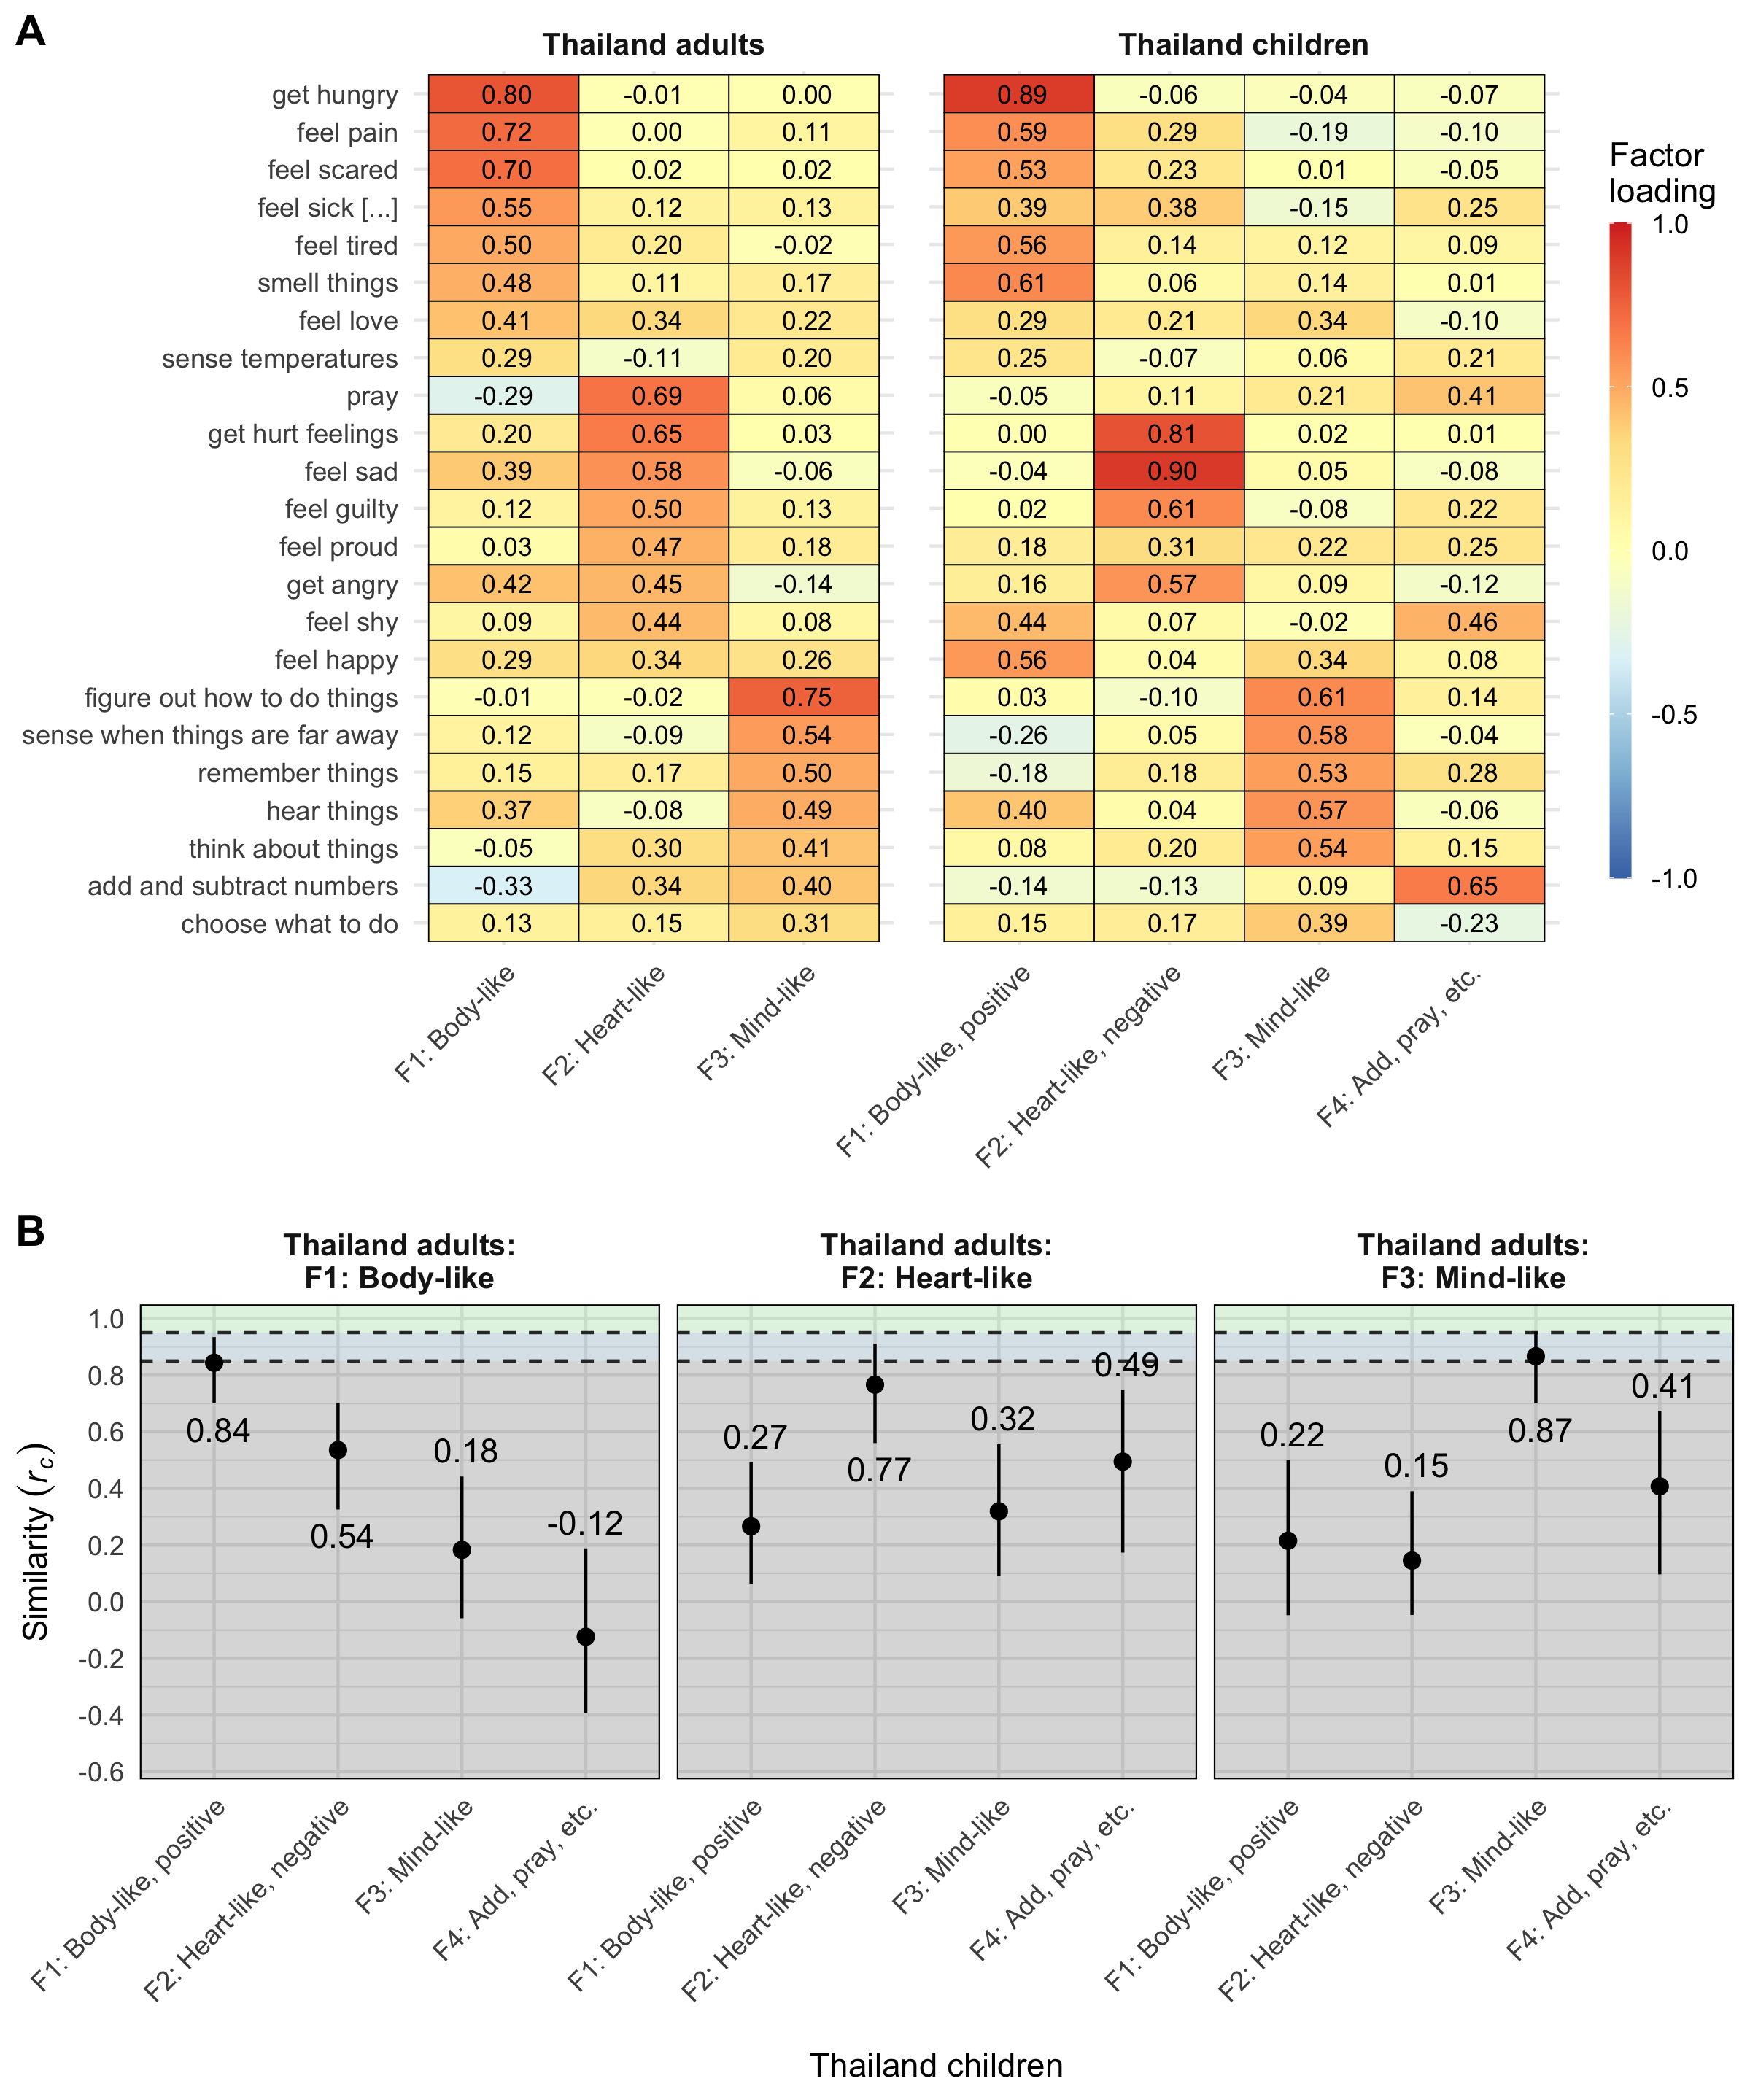 A
Thailand adults
Thailand children
get hungry 0.80 -0.01 0.00 0.89 -0.06 -0.04 -0.07
feel pain 0.72 0.00 0.11 0.59 0.29 -0.19 -0.10
feel scared 0.70 0.02 0.02 0.53 0.23 0.01 -0.05
feel sick [...] 0.55 0.12 0.13 0.39 0.38 -0.15 0.25
feel tired 0.50 0.20 -0.02 0.56 0.14 0.12 0.09
smell things 0.48 0.11 0.17 0.61 0.06 0.14 0.01
feel love 0.41 0.34 0.22 0.29 0.21 0.34 -0.10
sense temperatures 0.29 -0.11 0.20 0.25 -0.07 0.06 0.21
pray -0.29 0.69 0.06 -0.05 0.11 0.21 0.41
get hurt feelings 0.20 0.65 0.03 0.00 0.81 0.02 0.01
feel sad 0.39 0.58 -0.06 -0.04 0.90 0.05 -0.08
feel guilty 0.12 0.50 0.13 0.02 0.61 -0.08 0.22
feel proud 0.03 0.47 0.18 0.18 0.31 0.22 0.25
get angry 0.42 0.45 -0.14 0.16 0.57 0.09 -0.12
feel shy 0.09 0.44 0.08 0.44 0.07 -0.02 0.46
feel happy 0.29 0.34 0.26 0.56 0.04 0.34 0.08
figure out how to do things -0.01 -0.02 0.75 0.03 -0.10 0.61 0.14
sense when things are far away 0.12 -0.09 0.54 -0.26 0.05 0.58 -0.04
remember things 0.15 0.17 0.50 -0.18 0.18 0.53 0.28
hear things 0.37 -0.08 0.49 0.40 0.04 0.57 -0.06
think about things -0.05 0.30 0.41 0.08 0.20 0.54 0.15
add and subtract numbers -0.33 0.34 0.40 -0.14 -0.13 0.09 0.65
choose what to do 0.13 0.15 0.31 0.15 0.17 0.39 -0.23
F1: Body-like
F2: Heart-like
F3: Mind-like
F1: Body-like, positive
F2: Heart-like, negative
F3: Mind-like
F4: Add, pray, etc.
Factor
loading
1.0
0.5
0.0
-0.5
-1.0
B
Thailand adults:
F1: Body-like
Thailand adults:
F2: Heart-like
Thailand adults:
F3: Mind-like
Similarity (rc)
1.0
0.8
0.6
0.4
0.2
0.0
-0.2
-0.4
-0.6
0.84
0.54
0.18
-0.12
0.27
0.77
0.32
0.49
0.22
0.15
0.87
0.41
F1: Body-like, positive
F2: Heart-like, negative
F3: Mind-like
F4: Add, pray, etc.
F1: Body-like, positive
F2: Heart-like, negative
F3: Mind-like
F4: Add, pray, etc.
F1: Body-like, positive
F2: Heart-like, negative
F3: Mind-like
F4: Add, pray, etc.
Thailand children